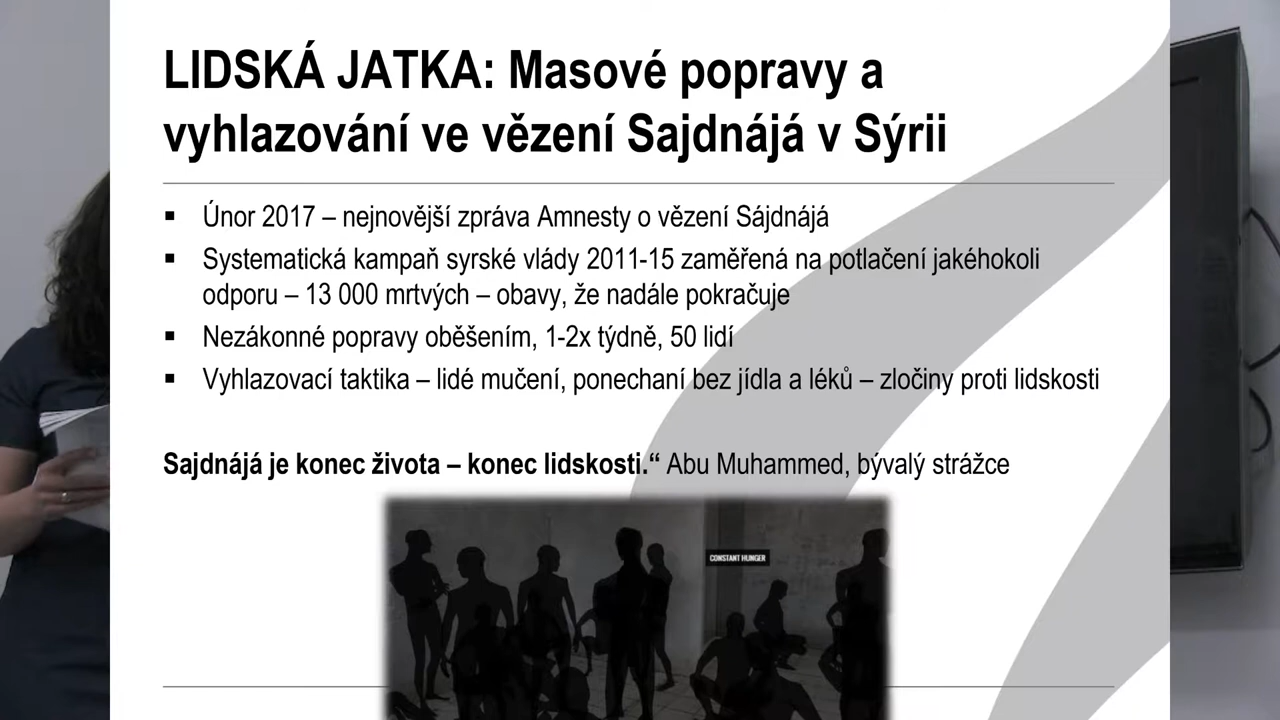 LIDSKÁ JATKA: Masové popravy a
vyhlazování ve vězení Sajdnájá v Sýrii
▪ Únor 2017 – nejnovější zpráva Amnesty o vězení Sájdnájá
▪ Systematická kampaň syrské vlády 2011-15 zaměřená na potlačení jakéhokoli
odporu – 13 000 mrtvých – obavy, že nadále pokračuje
▪ Nezákonné popravy oběšením, 1-2x týdně, 50 lidí
▪ Vyhlazovací taktika – lidé mučení, ponechaní bez jídla a léků – zločiny proti lidskosti
Sajdnájá je konec života – konec lidskosti.“ Abu Muhammed, bývalý strážce
CONSTANT HUNGER